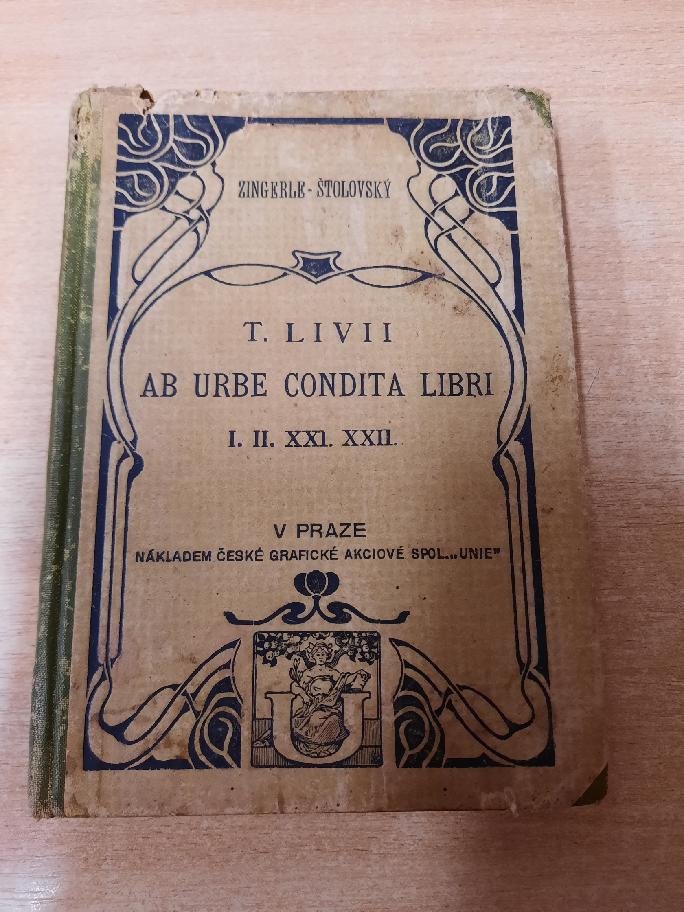 ZINGERLE - ŠTOLOVSKÝ
T. LIVII
AB URBE CONDITA LIBRI
I. II. XXI. XXII.
V PRAZE
NÁKLADEM ČESKÉ GRAFICKÉ AKCIOVÉ SPOL. „UNIE"
U